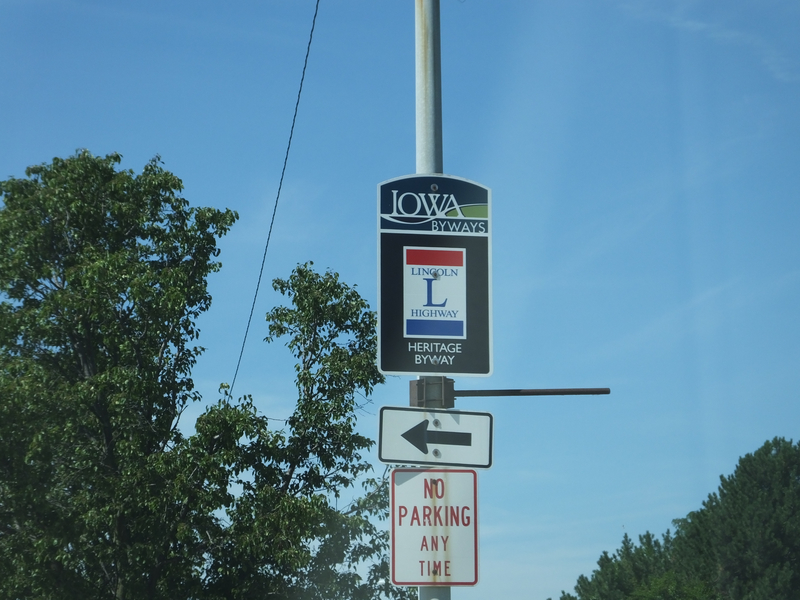 IOWA
BYWAYS
LINCOLN
L
HIGHWAY
HERITAGE
BYWAY
NO
PARKING
ANY
TIME